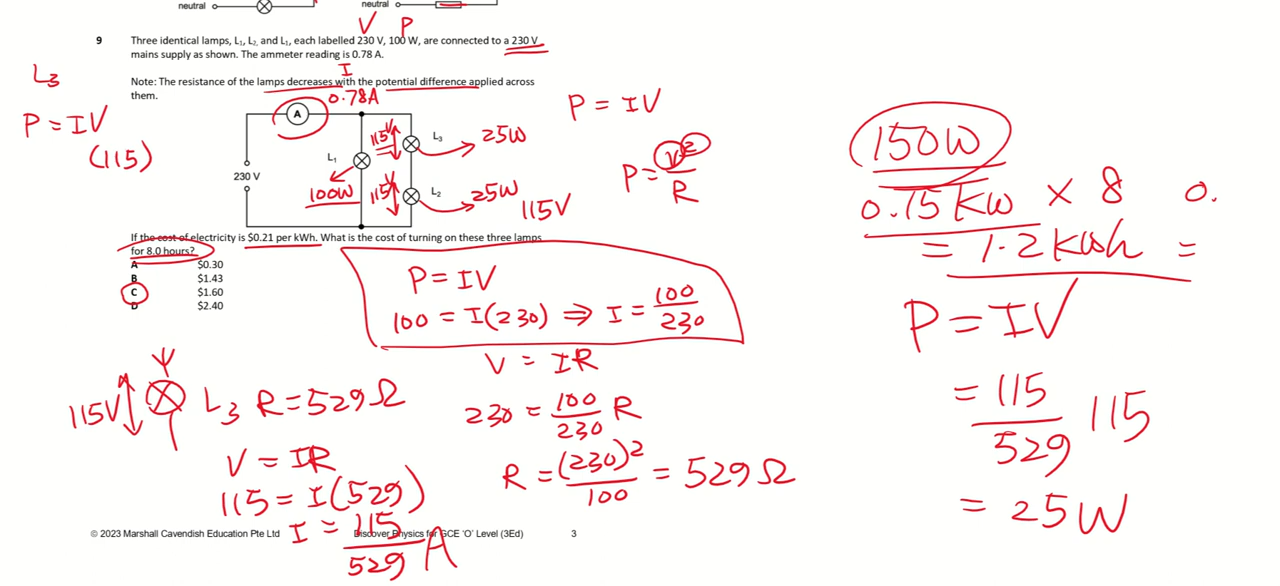 neutral
neutral
V P
9 Three identical lamps, L₁, L₂ and L₁, each labelled 230 V, 100 W, are connected to a 230 V
mains supply as shown. The ammeter reading is 0.78 A.
I
Note: The resistance of the lamps decreases with the potential difference applied across
them.
L3
P = IV
(115)
0.78A
A
230 V
L₁
100W
115V
L₃
25W
115V
L₂
25W
115V
P = IV
P = V²/R
If the cost of electricity is $0.21 per kWh. What is the cost of turning on these three lamps
for 8.0 hours?
A $0.30
B $1.43
C $1.60
D $2.40
P = IV
100 = I(230) ⇒ I = 100/230
V = IR
230 = 100/230 R
R = (230)²/100 = 529Ω
115V L3 R = 529Ω
V = IR
115 = I(529)
I = 115/529 A
150W
0.75 KW × 8 0.
= 1.2 kWh =
P = IV
= 115/529 115
= 25W
© 2023 Marshall Cavendish Education Pte Ltd Discover Physics for GCE 'O' Level (3Ed) 3